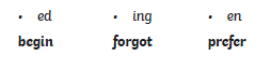 • ed • ing • en
begin forgot prefer